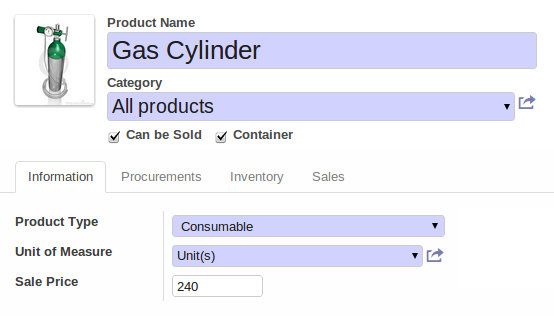 Product Name
Gas Cylinder
Category
All products
Can be Sold Container
Information Procurements Inventory Sales
Product Type Consumable
Unit of Measure Unit(s)
Sale Price 240